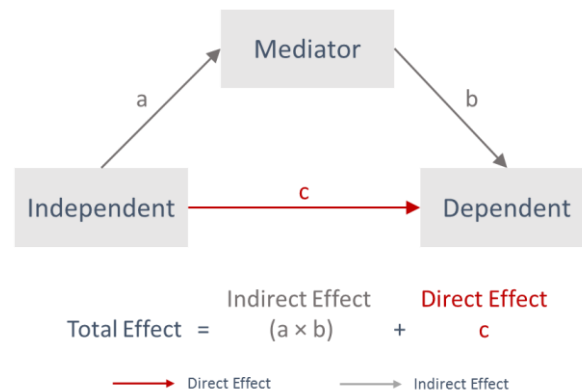 Mediator
a
b
Independent
c
Dependent
Indirect Effect
Direct Effect
Total Effect = (a × b) + c
Direct Effect
Indirect Effect